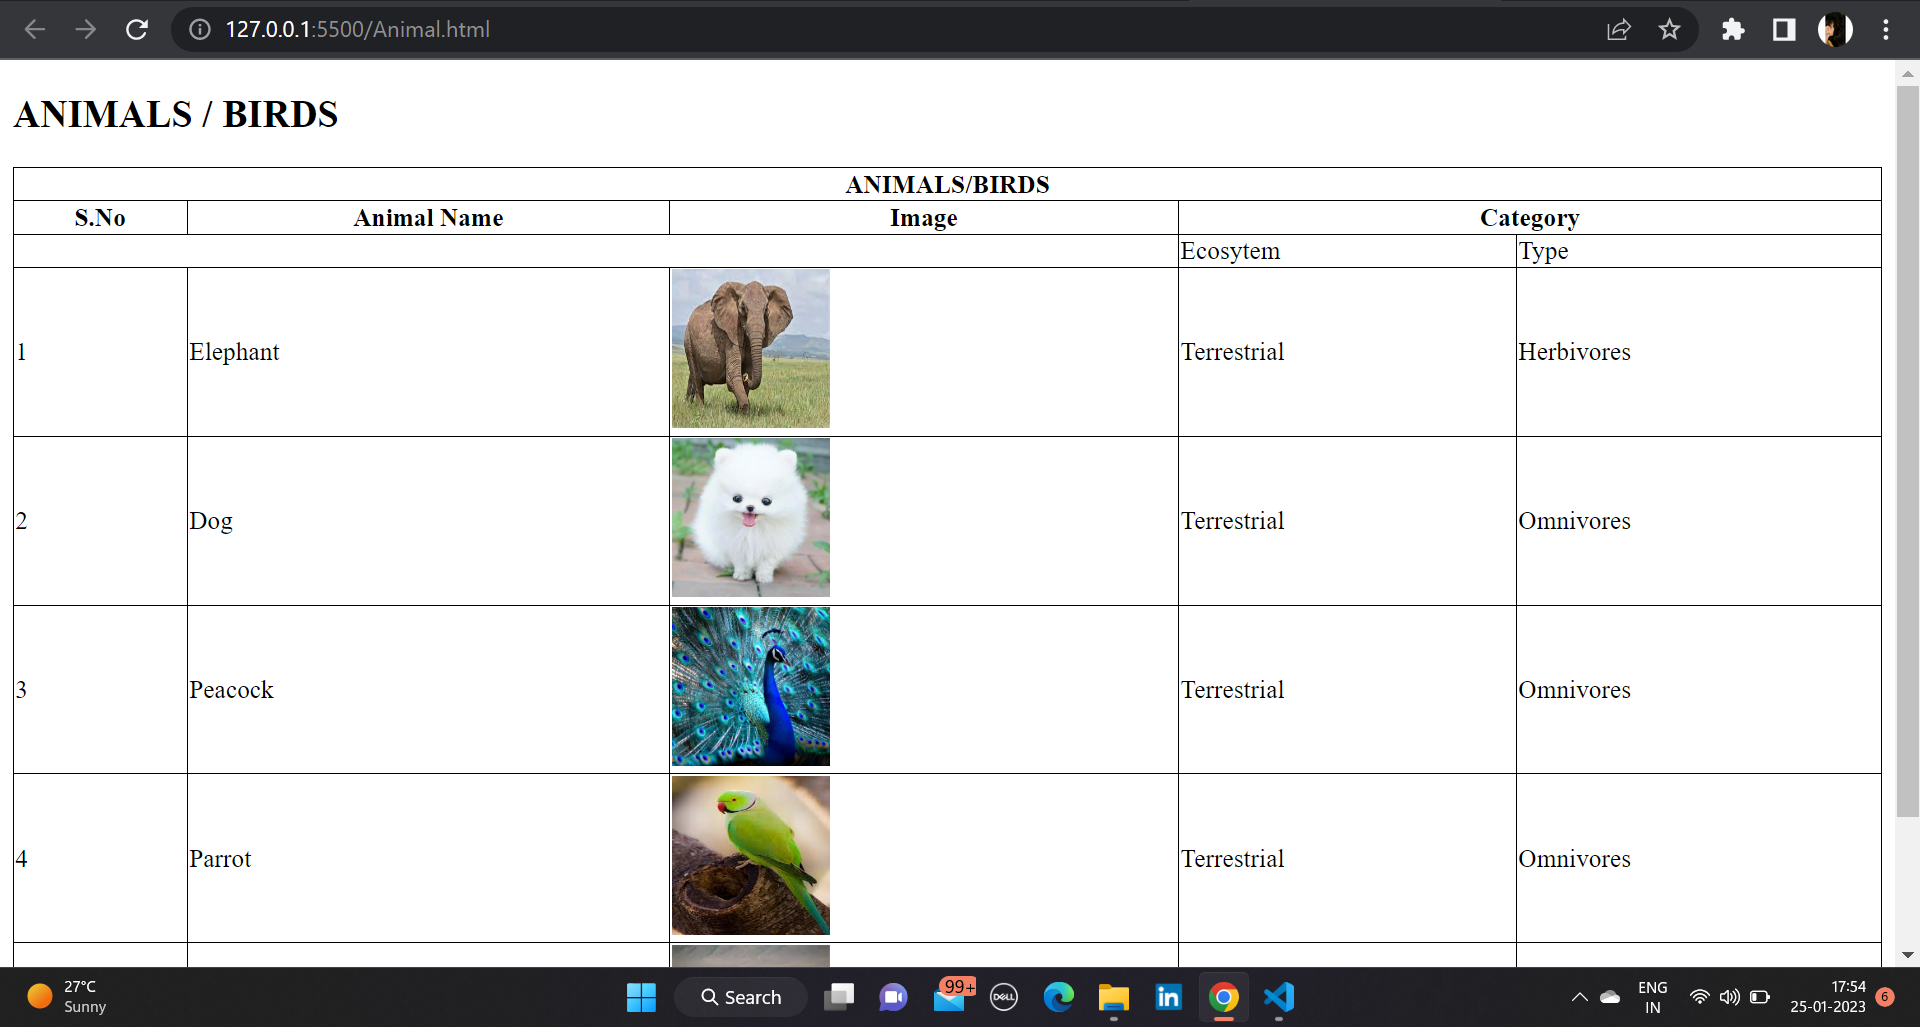 127.0.0.1:5500/Animal.html
ANIMALS / BIRDS
ANIMALS/BIRDS
S.No Animal Name Image Category
Ecosytem Type
1 Elephant Terrestrial Herbivores
2 Dog Terrestrial Omnivores
3 Peacock Terrestrial Omnivores
4 Parrot Terrestrial Omnivores
27°C
Sunny
Search
99+
DELL
in
ENG
IN
17:54
25-01-2023
6